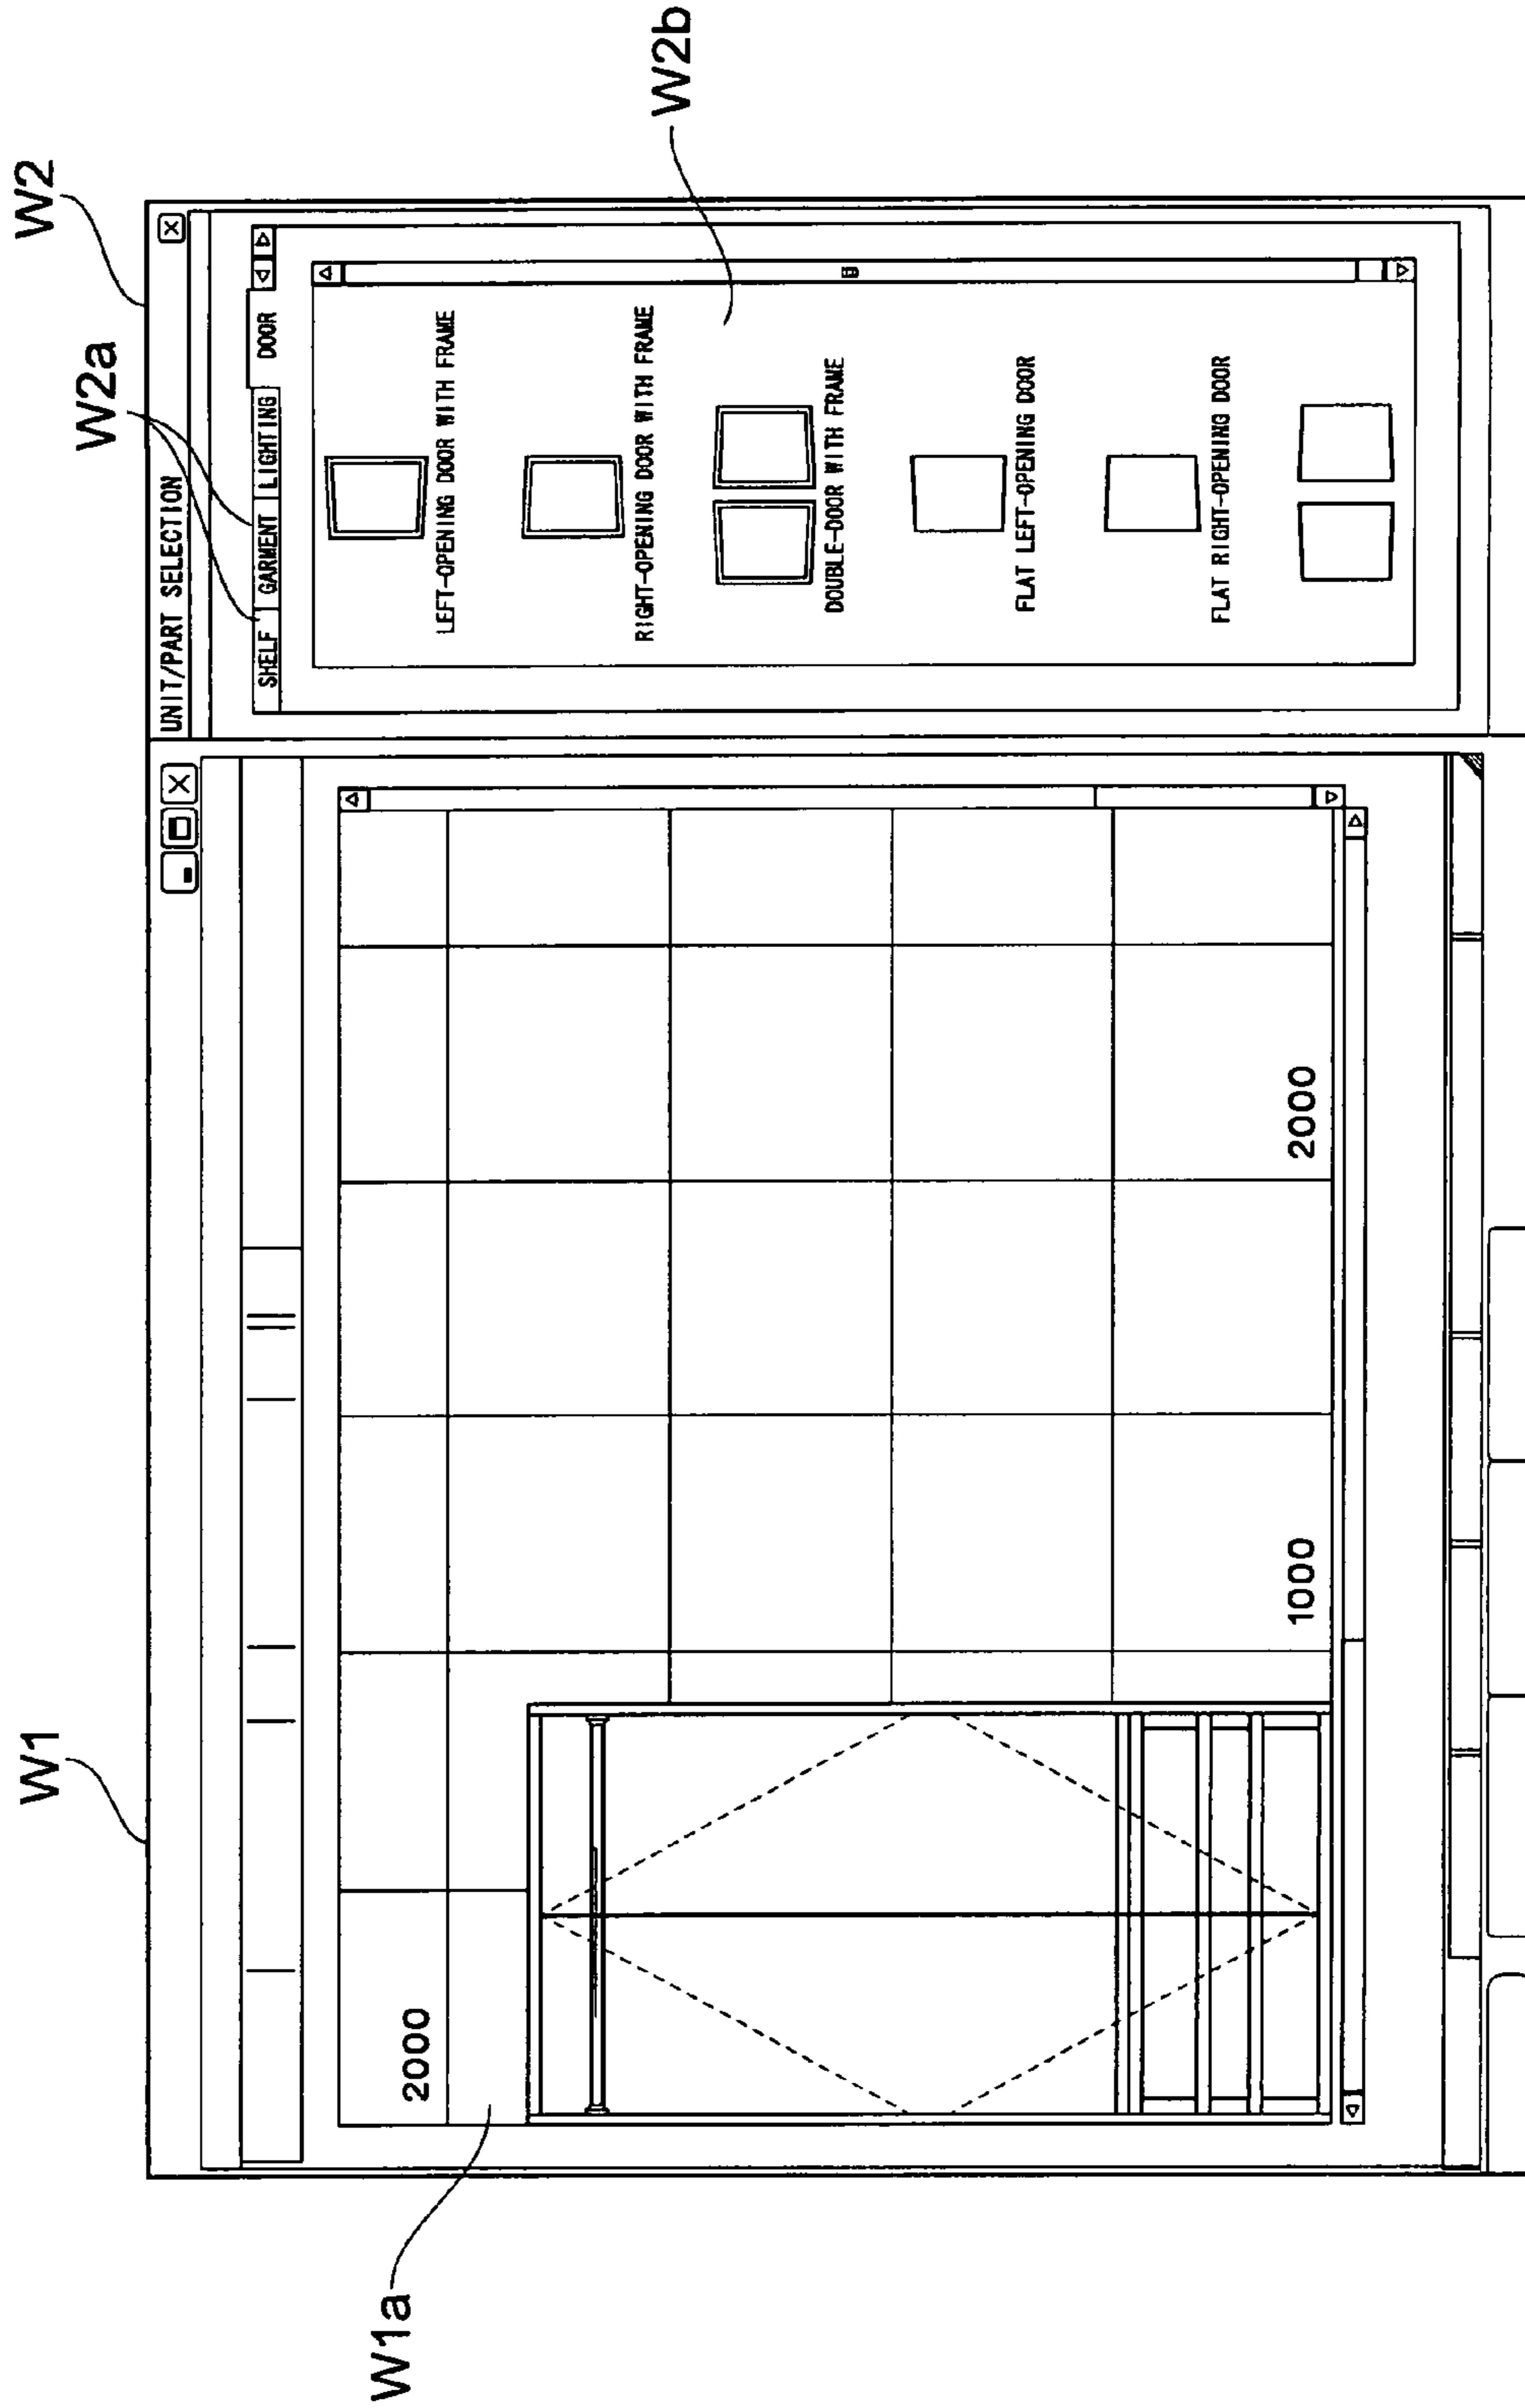 W1
W2
W2a
W2b
W1a
UNIT/PART SELECTION
SHELF GARMENT LIGHTING DOOR
LEFT-OPENING DOOR WITH FRAME
RIGHT-OPENING DOOR WITH FRAME
DOUBLE-DOOR WITH FRAME
FLAT LEFT-OPENING DOOR
FLAT RIGHT-OPENING DOOR
2000
1000
2000